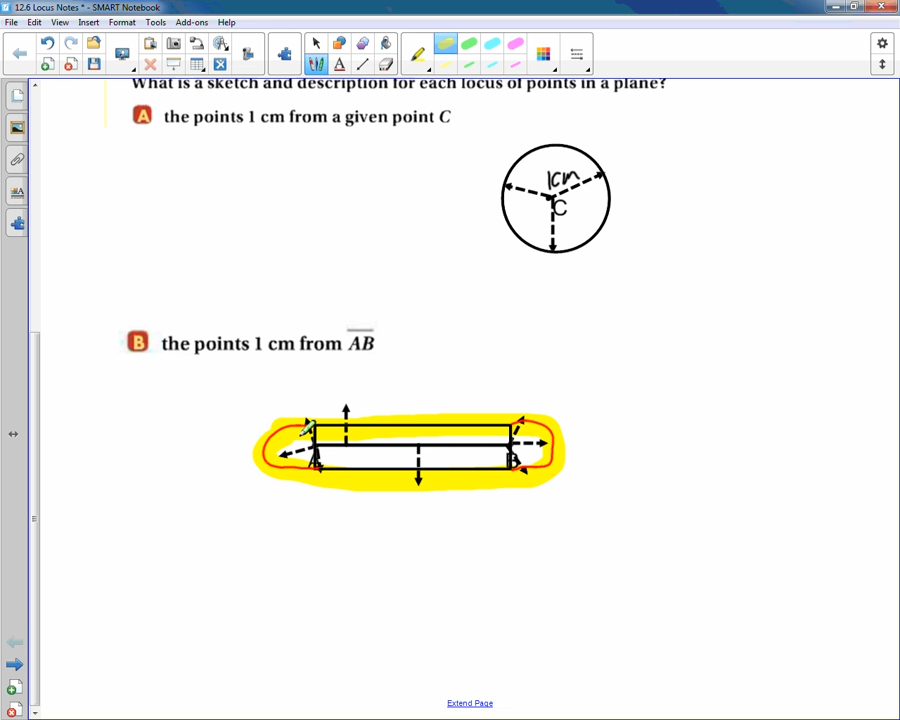 12.6 Locus Notes * - SMART Notebook
File Edit View Insert Format Tools Add-ons Help
What is a sketch and description for each locus of points in a plane?
A the points 1 cm from a given point C
1cm
C
B the points 1 cm from AB
A B
Extend Page